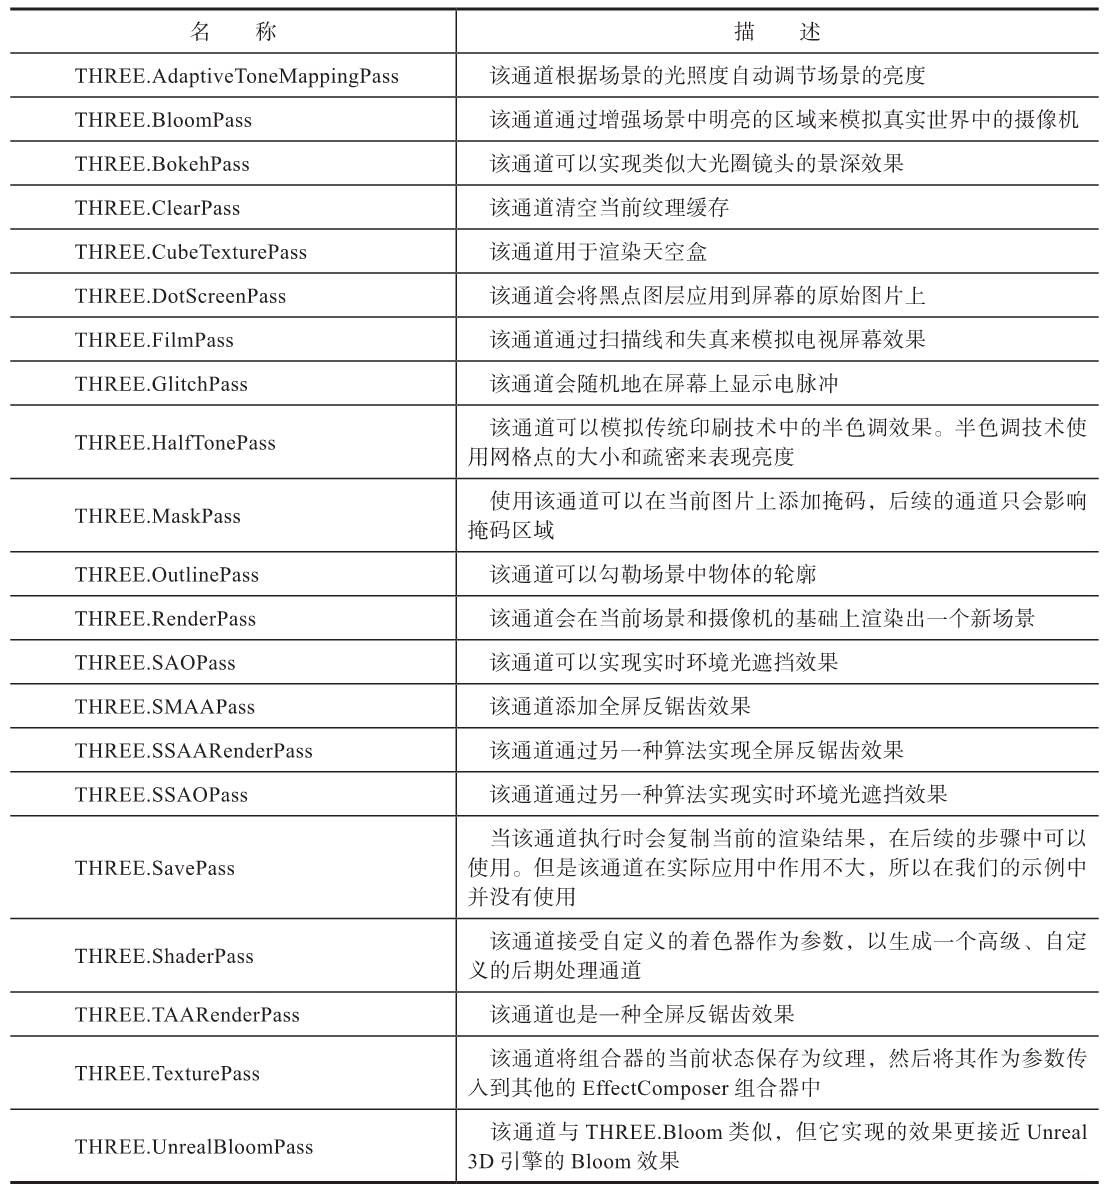 名 称 描 述
THREE.AdaptiveToneMappingPass 该通道根据场景的光照度自动调节场景的亮度
THREE.BloomPass 该通道通过增强场景中明亮的区域来模拟真实世界中的摄像机
THREE.BokehPass 该通道可以实现类似大光圈镜头的景深效果
THREE.ClearPass 该通道清空当前纹理缓存
THREE.CubeTexturePass 该通道用于渲染天空盒
THREE.DotScreenPass 该通道会将黑点图层应用到屏幕的原始图片上
THREE.FilmPass 该通道通过扫描线和失真来模拟电视屏幕效果
THREE.GlitchPass 该通道会随机地在屏幕上显示电脉冲
THREE.HalfTonePass 该通道可以模拟传统印刷技术中的半色调效果。半色调技术使
用网格点的大小和疏密来表现亮度
THREE.MaskPass 使用该通道可以在当前图片上添加掩码，后续的通道只会影响
掩码区域
THREE.OutlinePass 该通道可以勾勒场景中物体的轮廓
THREE.RenderPass 该通道会在当前场景和摄像机的基础上渲染出一个新场景
THREE.SAOPass 该通道可以实现实时环境光遮挡效果
THREE.SMAAPass 该通道添加全屏反锯齿效果
THREE.SSAARenderPass 该通道通过另一种算法实现全屏反锯齿效果
THREE.SSAOPass 该通道通过另一种算法实现实时环境光遮挡效果
THREE.SavePass 当该通道执行时会复制当前的渲染结果，在后续的步骤中可以
使用。但是该通道在实际应用中作用不大，所以在我们的示例中
并没有使用
THREE.ShaderPass 该通道接受自定义的着色器作为参数，以生成一个高级、自定
义的后期处理通道
THREE.TAARenderPass 该通道也是一种全屏反锯齿效果
THREE.TexturePass 该通道将组合器的当前状态保存为纹理，然后将其作为参数传
入到其他的 EffectComposer 组合器中
THREE.UnrealBloomPass 该通道与 THREE.Bloom 类似，但它实现的效果更接近 Unreal
3D 引擎的 Bloom 效果